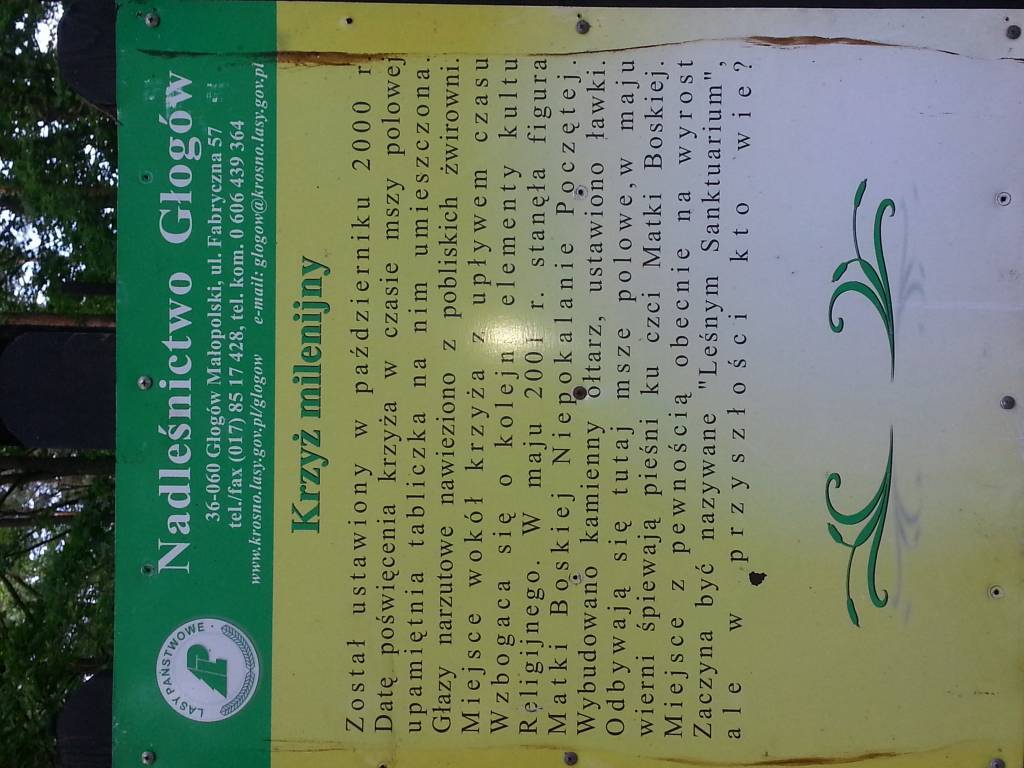 LASY PAŃSTWOWE
Nadleśnictwo Głogów
36-060 Głogów Małopolski, ul. Fabryczna 57
tel./fax (017) 85 17 428, tel. kom. 0 606 439 364
www.krosno.lasy.gov.pl/glogow e-mail: glogow@krosno.lasy.gov.pl
Krzyż milenijny
Został ustawiony w październiku 2000 r
Datę poświęcenia krzyża w czasie mszy polowej
upamiętnia tabliczka na nim umieszczona.
Głazy narzutowe nawieziono z pobliskich żwirowni.
Miejsce wokół krzyża z upływem czasu
Wzbogaca się o kolejne elementy kultu
Religijnego. W maju 2001 r. stanęła figura
Matki Boskiej Niepokalanie Poczętej.
Wybudowano kamienny ołtarz, ustawiono ławki.
Odbywają się tutaj msze polowe,w maju
wierni śpiewają pieśni ku czci Matki Boskiej.
Miejsce z pewnością obecnie na wyrost
Zaczyna być nazywane "Leśnym Sanktuarium",
ale w przyszłości kto wie?